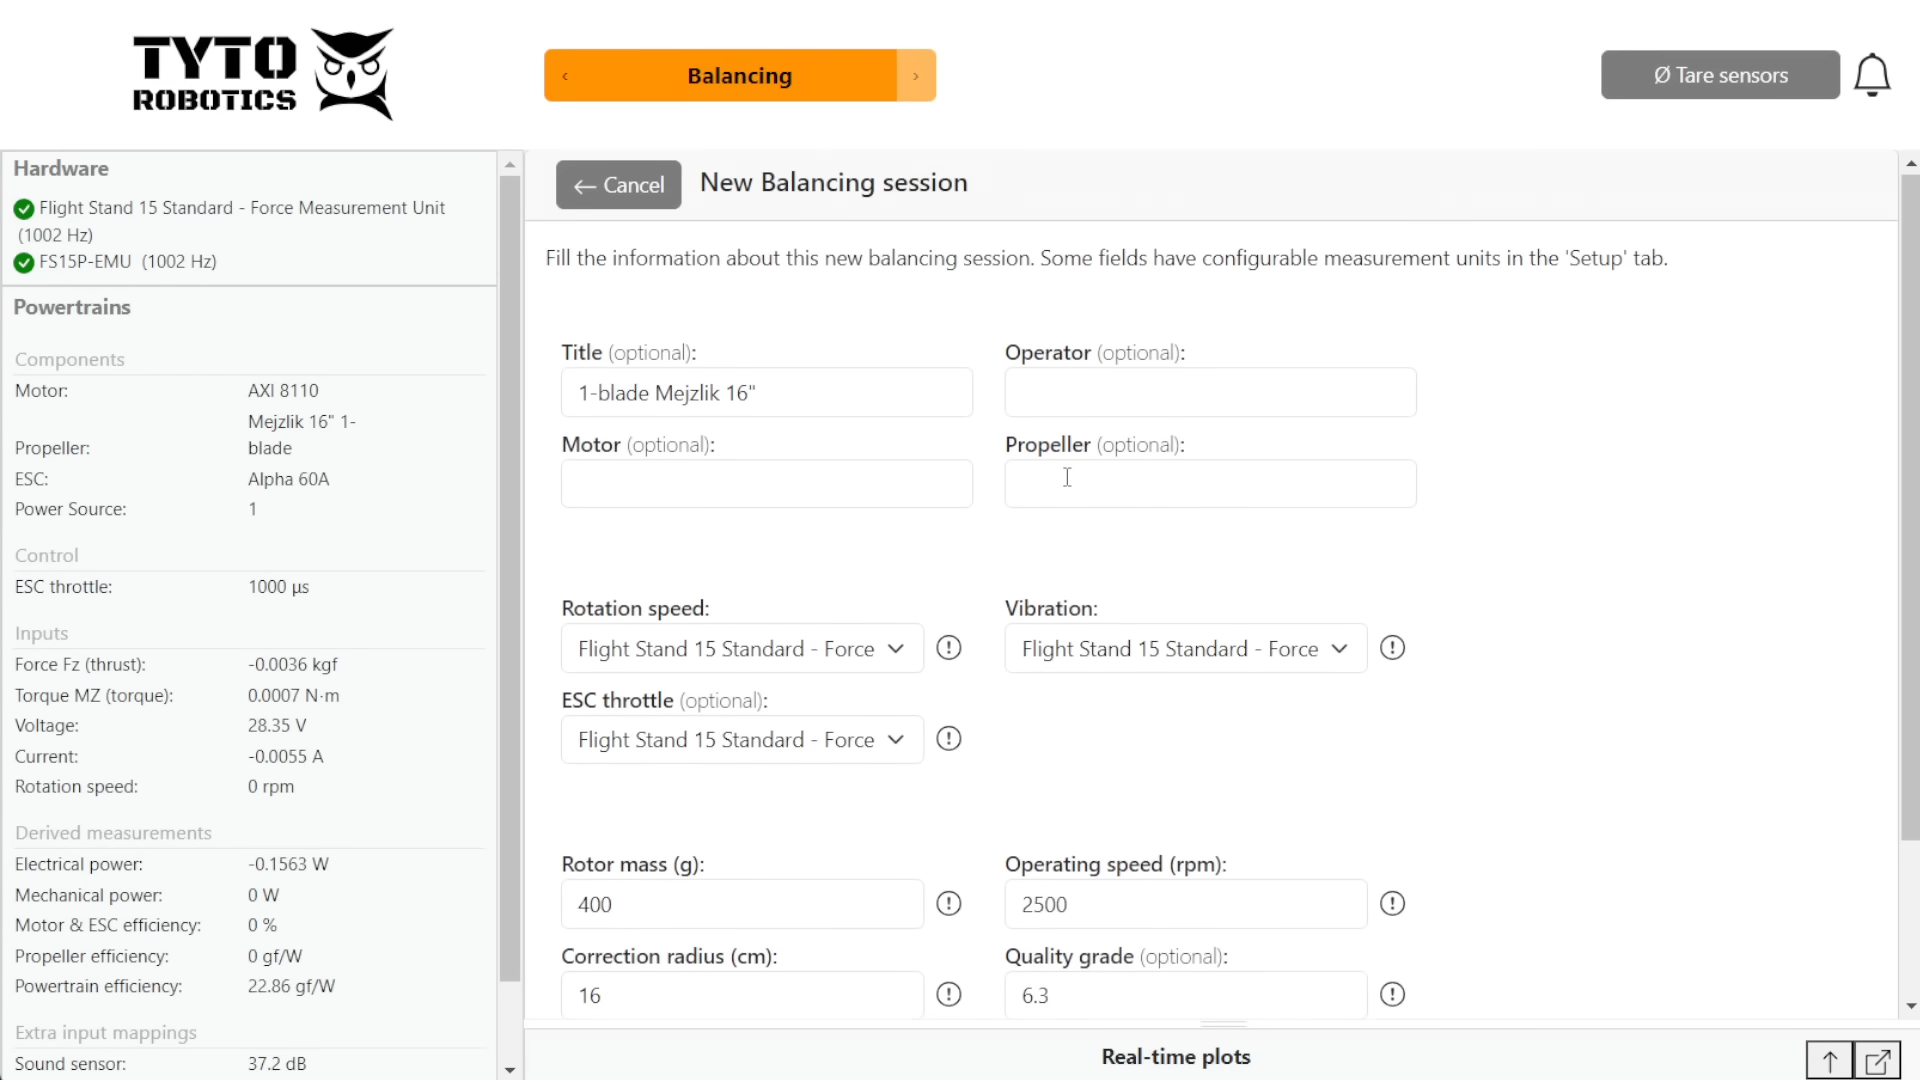 TYTO
ROBOTICS
‹ Balancing ›
Ø Tare sensors
Hardware
Flight Stand 15 Standard - Force Measurement Unit
(1002 Hz)
FS15P-EMU (1002 Hz)
Powertrains
Components
Motor: AXI 8110
Mejzlik 16" 1-
Propeller: blade
ESC: Alpha 60A
Power Source: 1
Control
ESC throttle: 1000 µs
Inputs
Force Fz (thrust): -0.0036 kgf
Torque MZ (torque): 0.0007 N·m
Voltage: 28.35 V
Current: -0.0055 A
Rotation speed: 0 rpm
Derived measurements
Electrical power: -0.1563 W
Mechanical power: 0 W
Motor & ESC efficiency: 0 %
Propeller efficiency: 0 gf/W
Powertrain efficiency: 22.86 gf/W
Extra input mappings
Sound sensor: 37.2 dB
← Cancel New Balancing session
Fill the information about this new balancing session. Some fields have configurable measurement units in the 'Setup' tab.
Title (optional): Operator (optional):
1-blade Mejzlik 16"
Motor (optional): Propeller (optional):
Rotation speed: Vibration:
Flight Stand 15 Standard - Force Flight Stand 15 Standard - Force
ESC throttle (optional):
Flight Stand 15 Standard - Force
Rotor mass (g): Operating speed (rpm):
400 2500
Correction radius (cm): Quality grade (optional):
16 6.3
Real-time plots